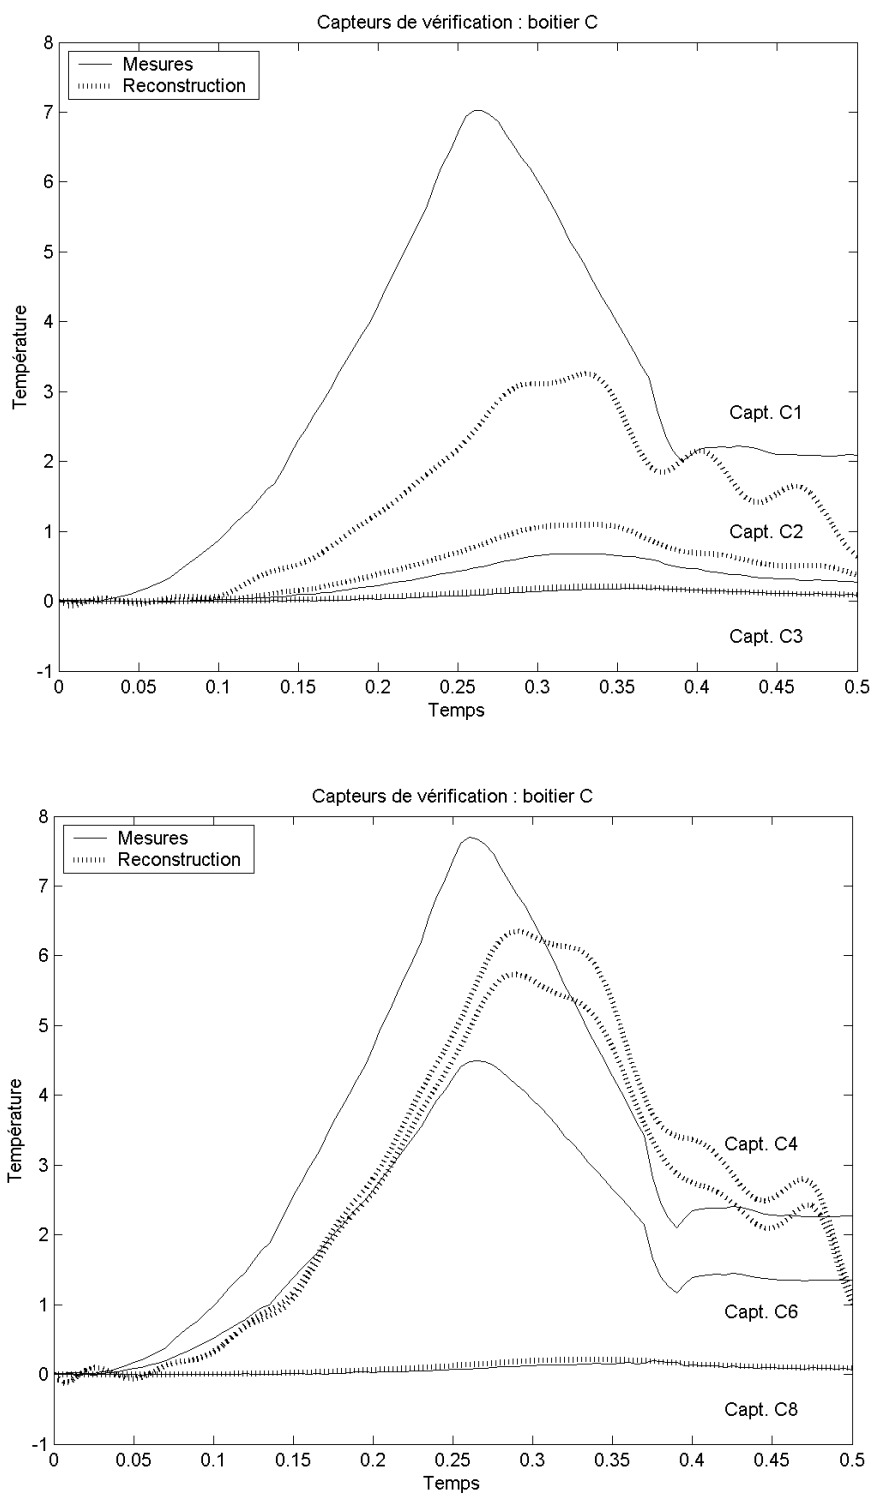 Capteurs de vérification : boitier C
8
Mesures
Reconstruction
7
6
5
4
3
2
1
0
-1
Température
Capt. C1
Capt. C2
Capt. C3
0 0.05 0.1 0.15 0.2 0.25 0.3 0.35 0.4 0.45 0.5
Temps
Capteurs de vérification : boitier C
8
Mesures
Reconstruction
7
6
5
4
3
2
1
0
-1
Température
Capt. C4
Capt. C6
Capt. C8
0 0.05 0.1 0.15 0.2 0.25 0.3 0.35 0.4 0.45 0.5
Temps